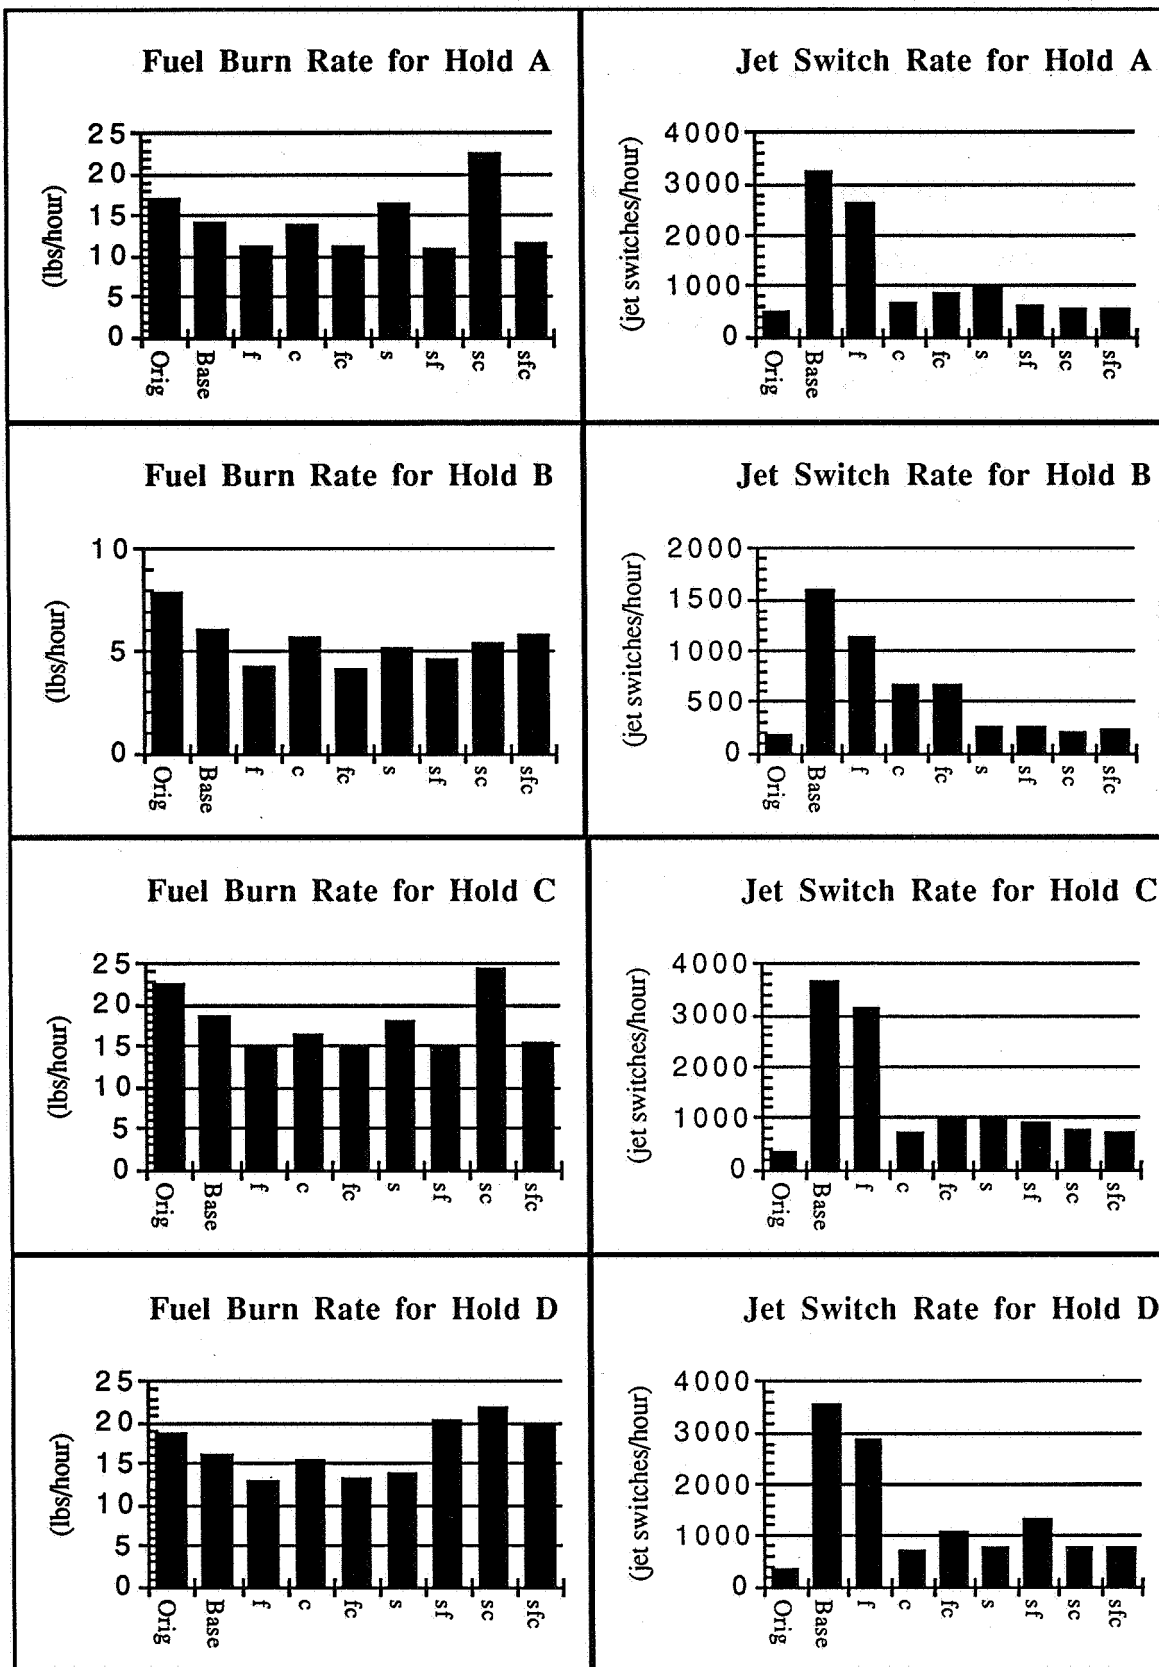 Fuel Burn Rate for Hold A
(lbs/hour)
25
20
15
10
5
0
Orig Base f c fc s sf sc sfc
Jet Switch Rate for Hold A
(jet switches/hour)
4000
3000
2000
1000
0
Orig Base f c fc s sf sc sfc
Fuel Burn Rate for Hold B
(lbs/hour)
10
5
0
Orig Base f c fc s sf sc sfc
Jet Switch Rate for Hold B
(jet switches/hour)
2000
1500
1000
500
0
Orig Base f c fc s sf sc sfc
Fuel Burn Rate for Hold C
(lbs/hour)
25
20
15
10
5
0
Orig Base f c fc s sf sc sfc
Jet Switch Rate for Hold C
(jet switches/hour)
4000
3000
2000
1000
0
Orig Base f c fc s sf sc sfc
Fuel Burn Rate for Hold D
(lbs/hour)
25
20
15
10
5
0
Orig Base f c fc s sf sc sfc
Jet Switch Rate for Hold D
(jet switches/hour)
4000
3000
2000
1000
0
Orig Base f c fc s sf sc sfc